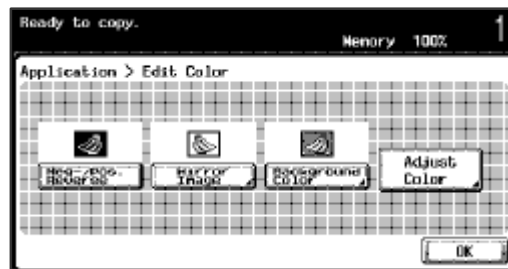 Ready to copy.
Memory 100% 1
Application > Edit Color
Neg-/Pos.
Reverse
Mirror
Image
Background
Color
Adjust
Color
OK